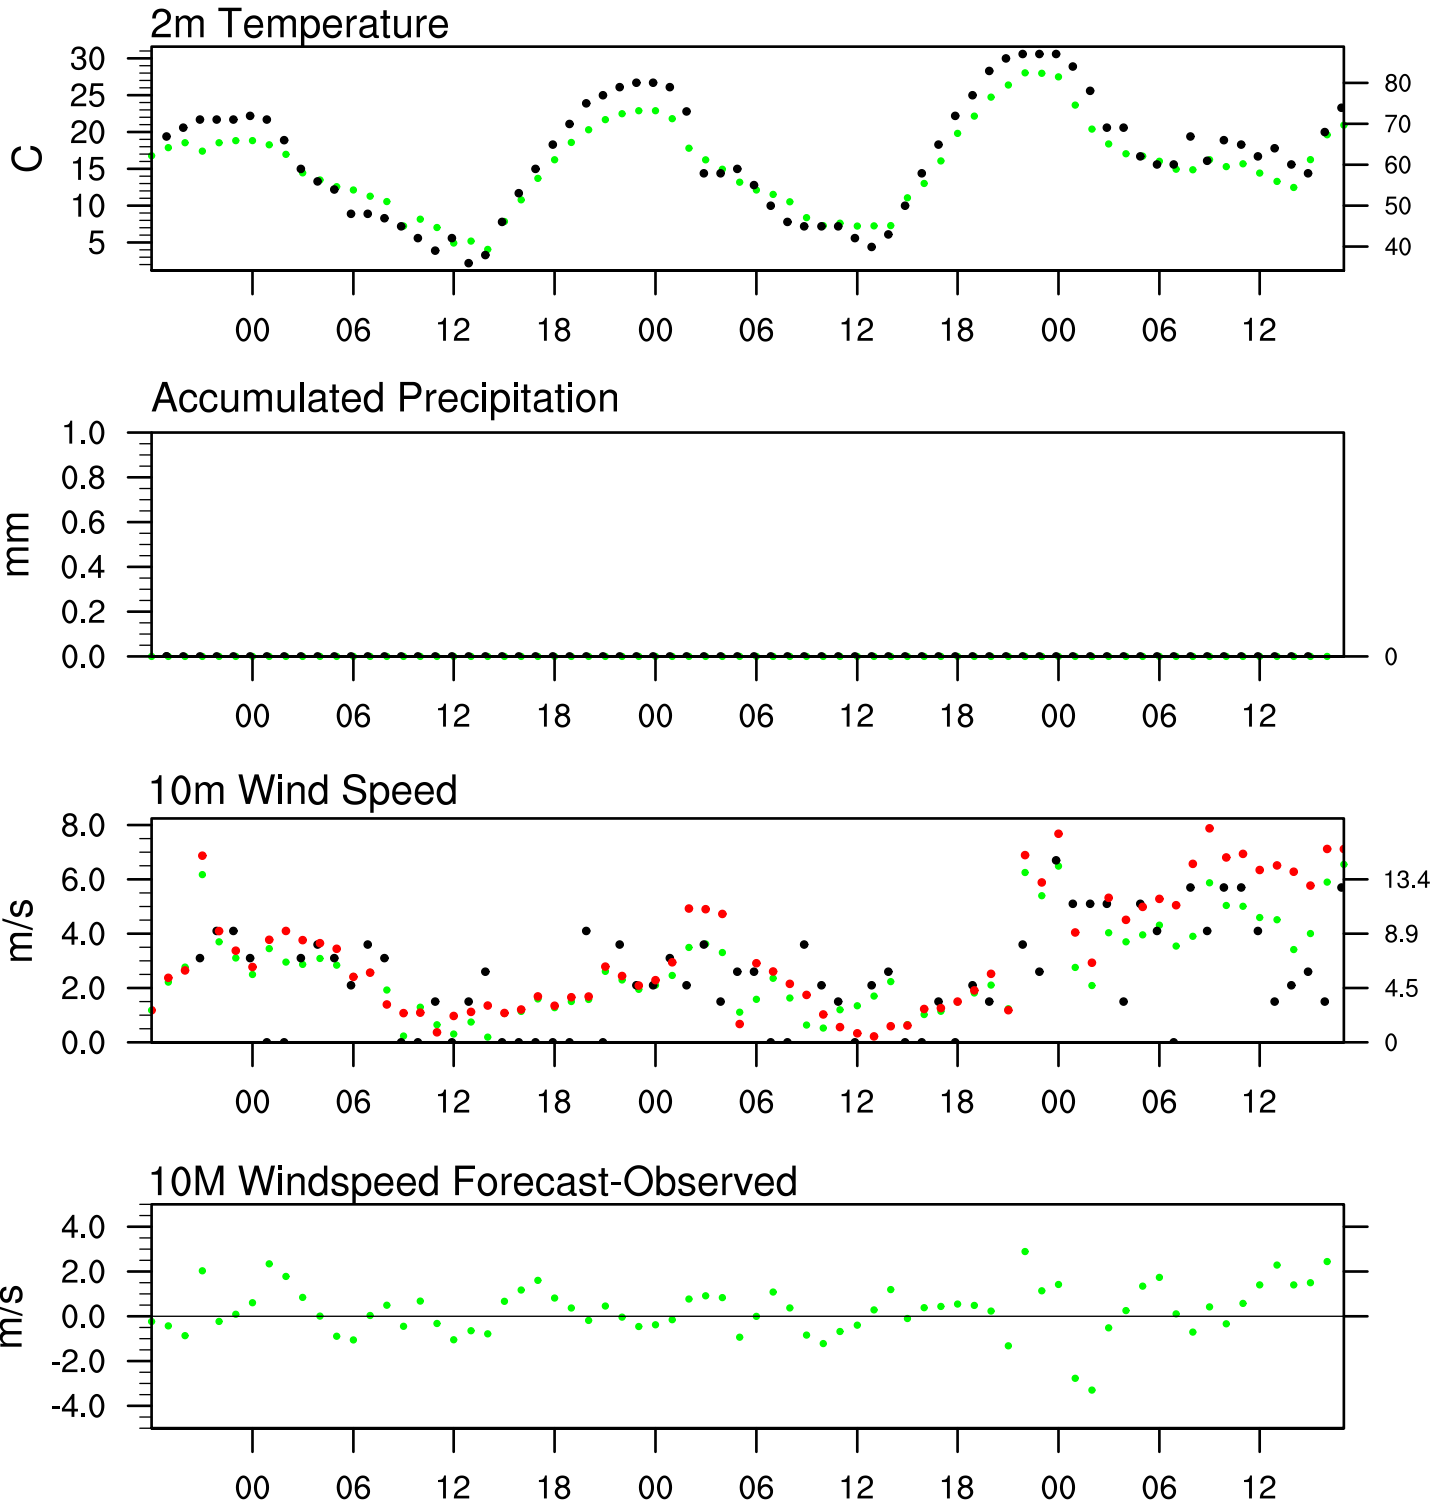 2m Temperature
30
25
20
15
10
5
C
80
70
60
50
40
00 06 12 18 00 06 12 18 00 06 12
Accumulated Precipitation
1.0
0.8
0.6
0.4
0.2
0.0
mm
0
00 06 12 18 00 06 12 18 00 06 12
10m Wind Speed
8.0
6.0
4.0
2.0
0.0
m/s
13.4
8.9
4.5
0
00 06 12 18 00 06 12 18 00 06 12
10M Windspeed Forecast-Observed
4.0
2.0
0.0
-2.0
-4.0
m/s
00 06 12 18 00 06 12 18 00 06 12